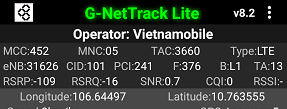 G-NetTrack Lite v8.2
Operator: Vietnamobile
MCC:452 MNC:05 TAC:3660 Type:LTE
eNB:31626 CID:101 PCI:241 F:376 B:L1 TA:13
RSRP:-109 RSRQ:-16 SNR:0.7 CQI:0 RSSI:-
Longitude:106.64497 Latitude:10.763555